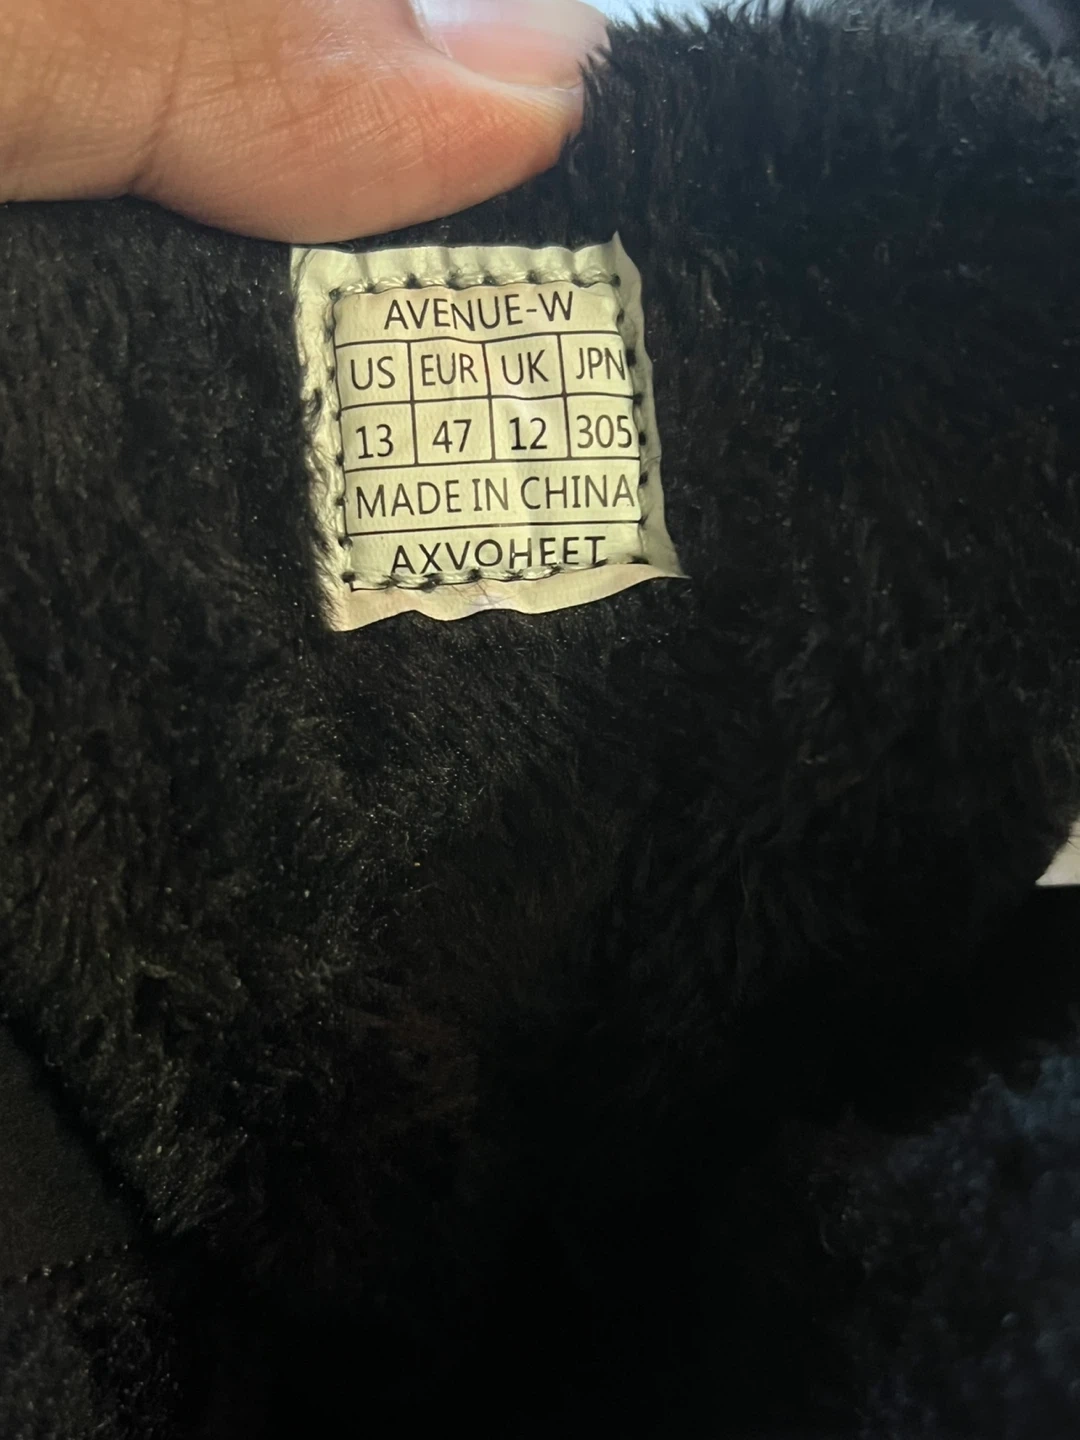 AVENUE-W
US EUR UK JPN
13 47 12 305
MADE IN CHINA
AXVOHEET